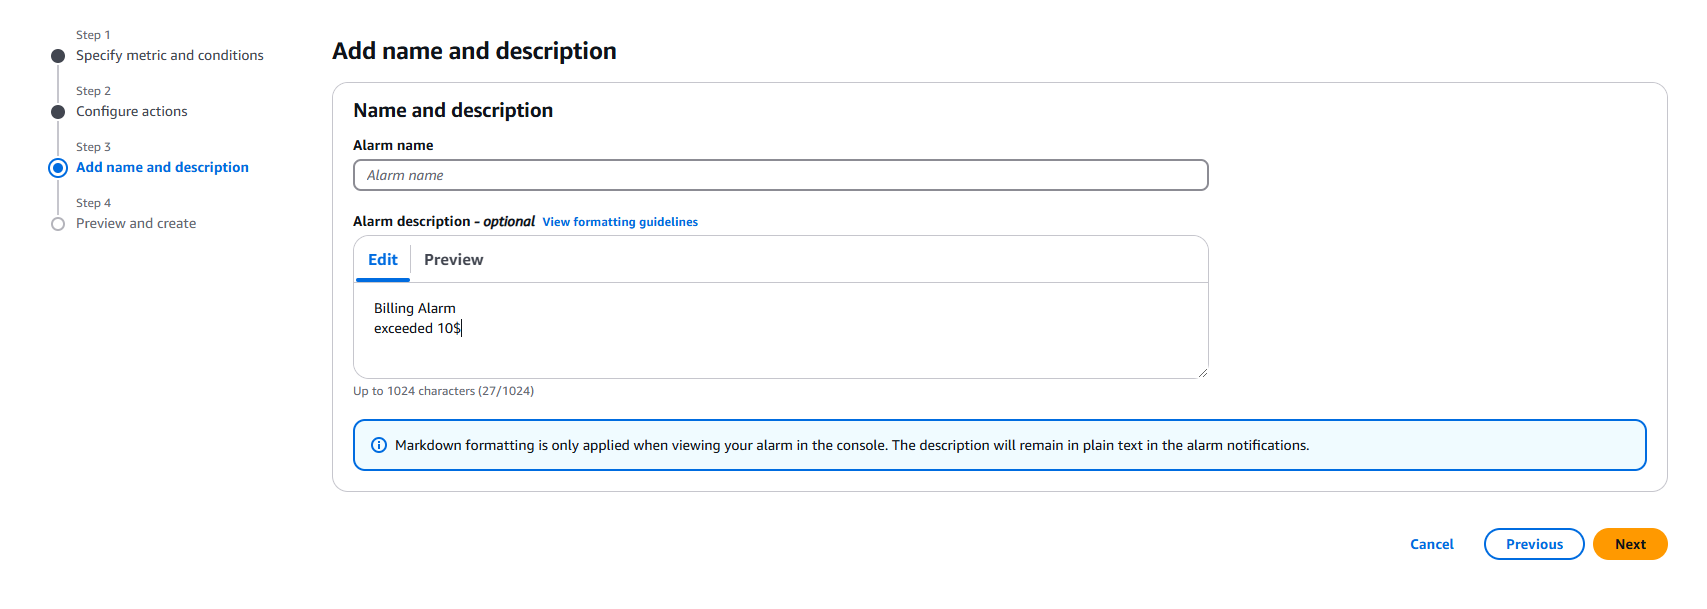 Step 1
Specify metric and conditions
Step 2
Configure actions
Step 3
Add name and description
Step 4
Preview and create
Add name and description
Name and description
Alarm name
Alarm name
Alarm description - optional View formatting guidelines
Edit Preview
Billing Alarm
exceeded 10$
Up to 1024 characters (27/1024)
Markdown formatting is only applied when viewing your alarm in the console. The description will remain in plain text in the alarm notifications.
Cancel Previous Next